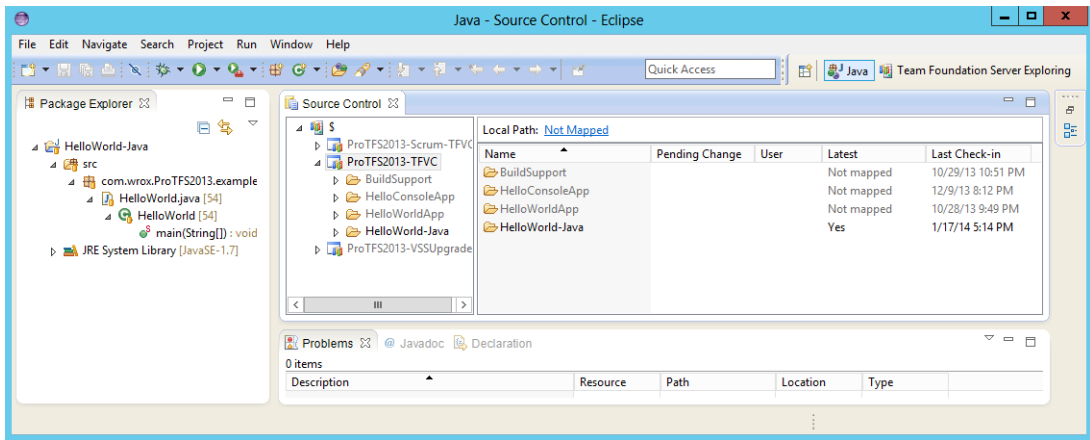 Java - Source Control - Eclipse
File Edit Navigate Search Project Run Window Help
Quick Access
Java
Team Foundation Server Exploring
Package Explorer
HelloWorld-Java
src
com.wrox.ProTFS2013.example
HelloWorld.java [54]
HelloWorld [54]
main(String[]) : void
JRE System Library [JavaSE-1.7]
Source Control
$
ProTFS2013-Scrum-TFVC
ProTFS2013-TFVC
BuildSupport
HelloConsoleApp
HelloWorldApp
HelloWorld-Java
ProTFS2013-VSSUpgrade
Local Path: Not Mapped
Name Pending Change User Latest Last Check-in
BuildSupport Not mapped 10/29/13 10:51 PM
HelloConsoleApp Not mapped 12/9/13 8:12 PM
HelloWorldApp Not mapped 10/28/13 9:49 PM
HelloWorld-Java Yes 1/17/14 5:14 PM
Problems @ Javadoc Declaration
0 items
Description Resource Path Location Type